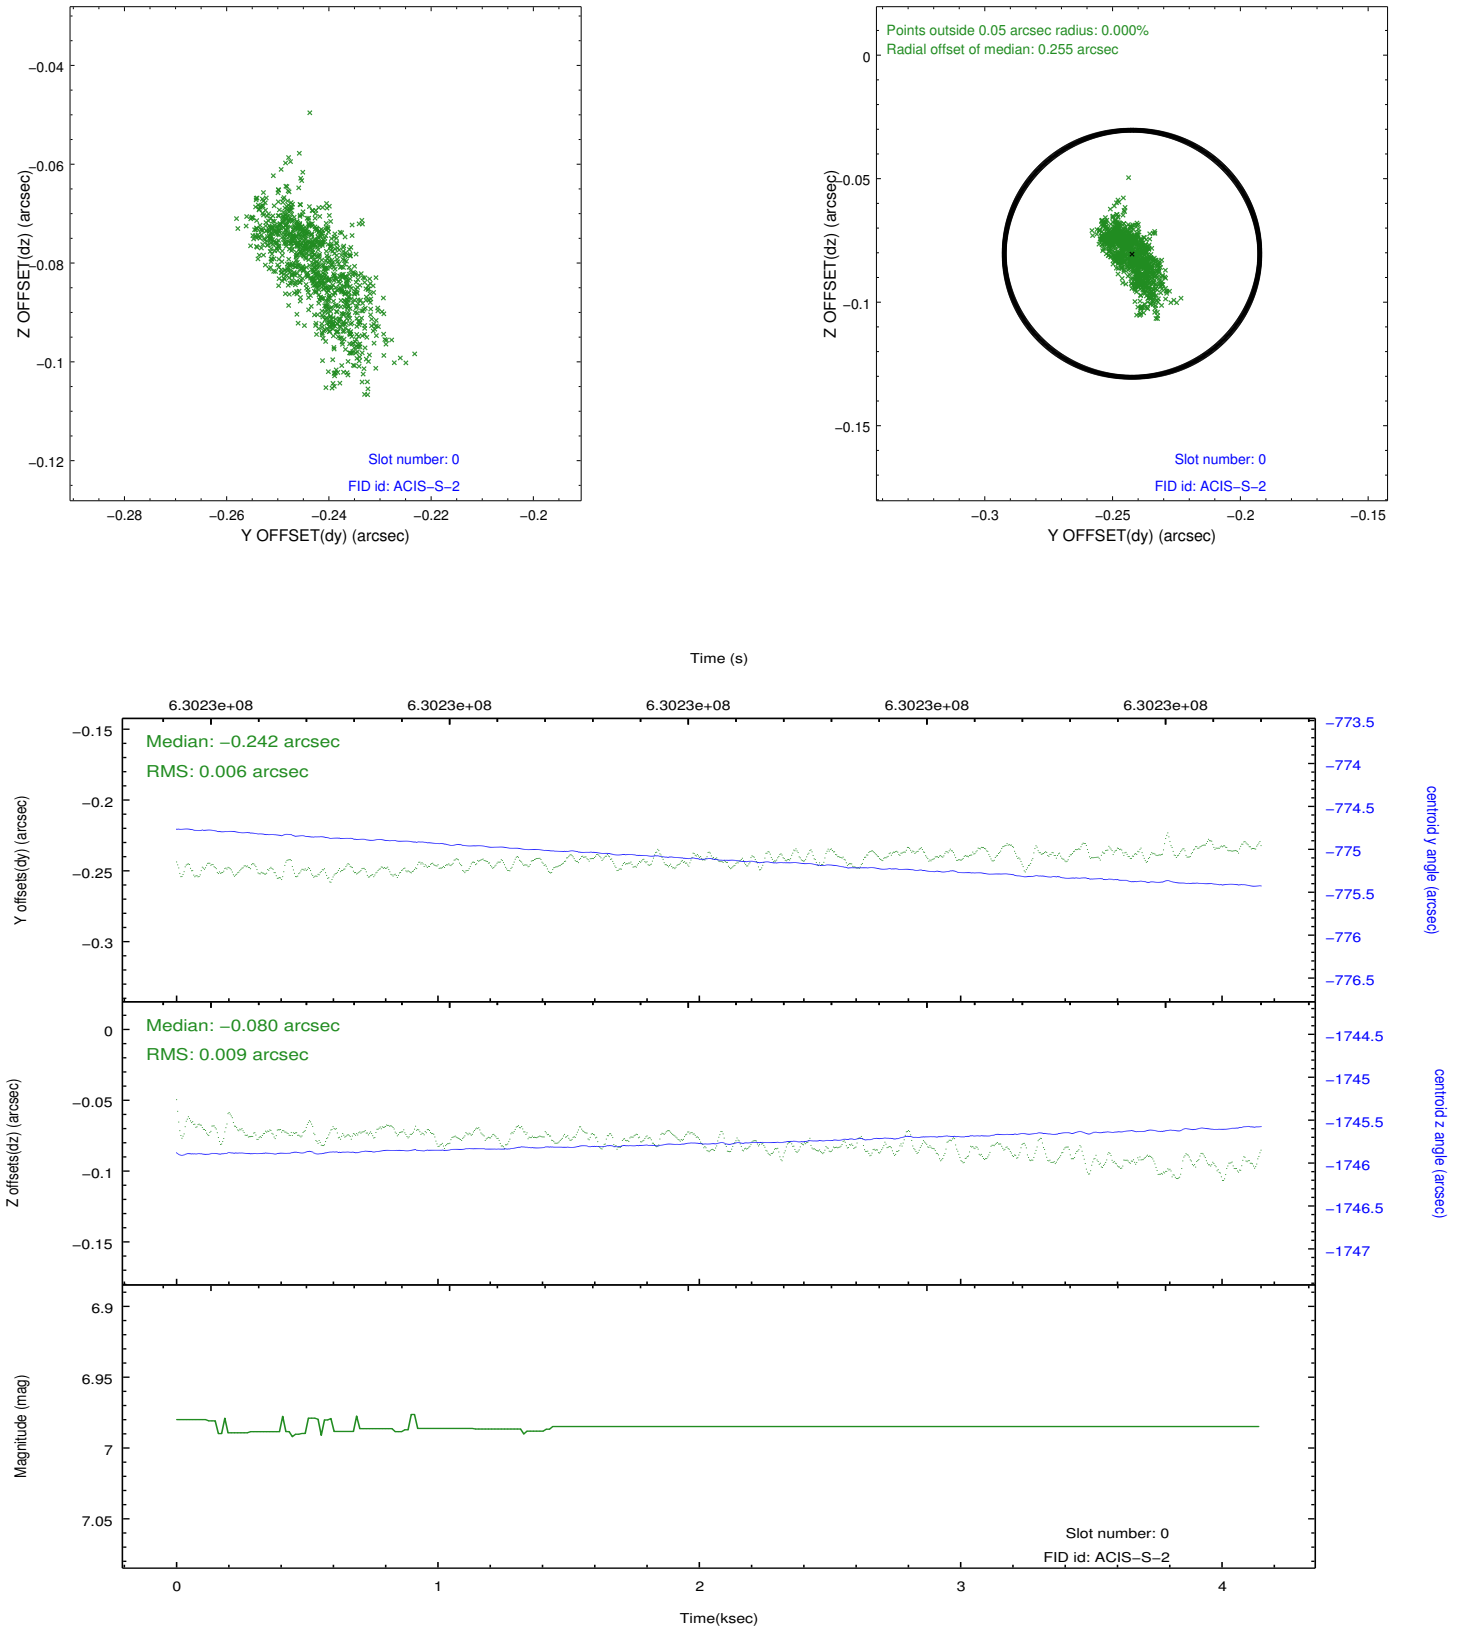 −0.04
−0.06
−0.08
−0.1
−0.12
Z OFFSET(dz) (arcsec)
Slot number: 0
FID id: ACIS−S−2
−0.28
−0.26
−0.24
−0.22
−0.2
Y OFFSET(dy) (arcsec)
Points outside 0.05 arcsec radius: 0.000%
Radial offset of median: 0.255 arcsec
0
−0.05
−0.1
−0.15
Z OFFSET(dz) (arcsec)
Slot number: 0
FID id: ACIS−S−2
−0.3
−0.25
−0.2
−0.15
Y OFFSET(dy) (arcsec)
Time (s)
6.3023e+08
6.3023e+08
6.3023e+08
6.3023e+08
6.3023e+08
Median: −0.242 arcsec
RMS: 0.006 arcsec
−0.15
−0.2
−0.25
−0.3
Y offsets(dy) (arcsec)
−773.5
−774
−774.5
−775
−775.5
−776
−776.5
centroid y angle (arcsec)
Median: −0.080 arcsec
RMS: 0.009 arcsec
0
−0.05
−0.1
−0.15
Z offsets(dz) (arcsec)
−1744.5
−1745
−1745.5
−1746
−1746.5
−1747
centroid z angle (arcsec)
6.9
6.95
7
7.05
Magnitude (mag)
Slot number: 0
FID id: ACIS−S−2
0
1
2
3
4
Time(ksec)